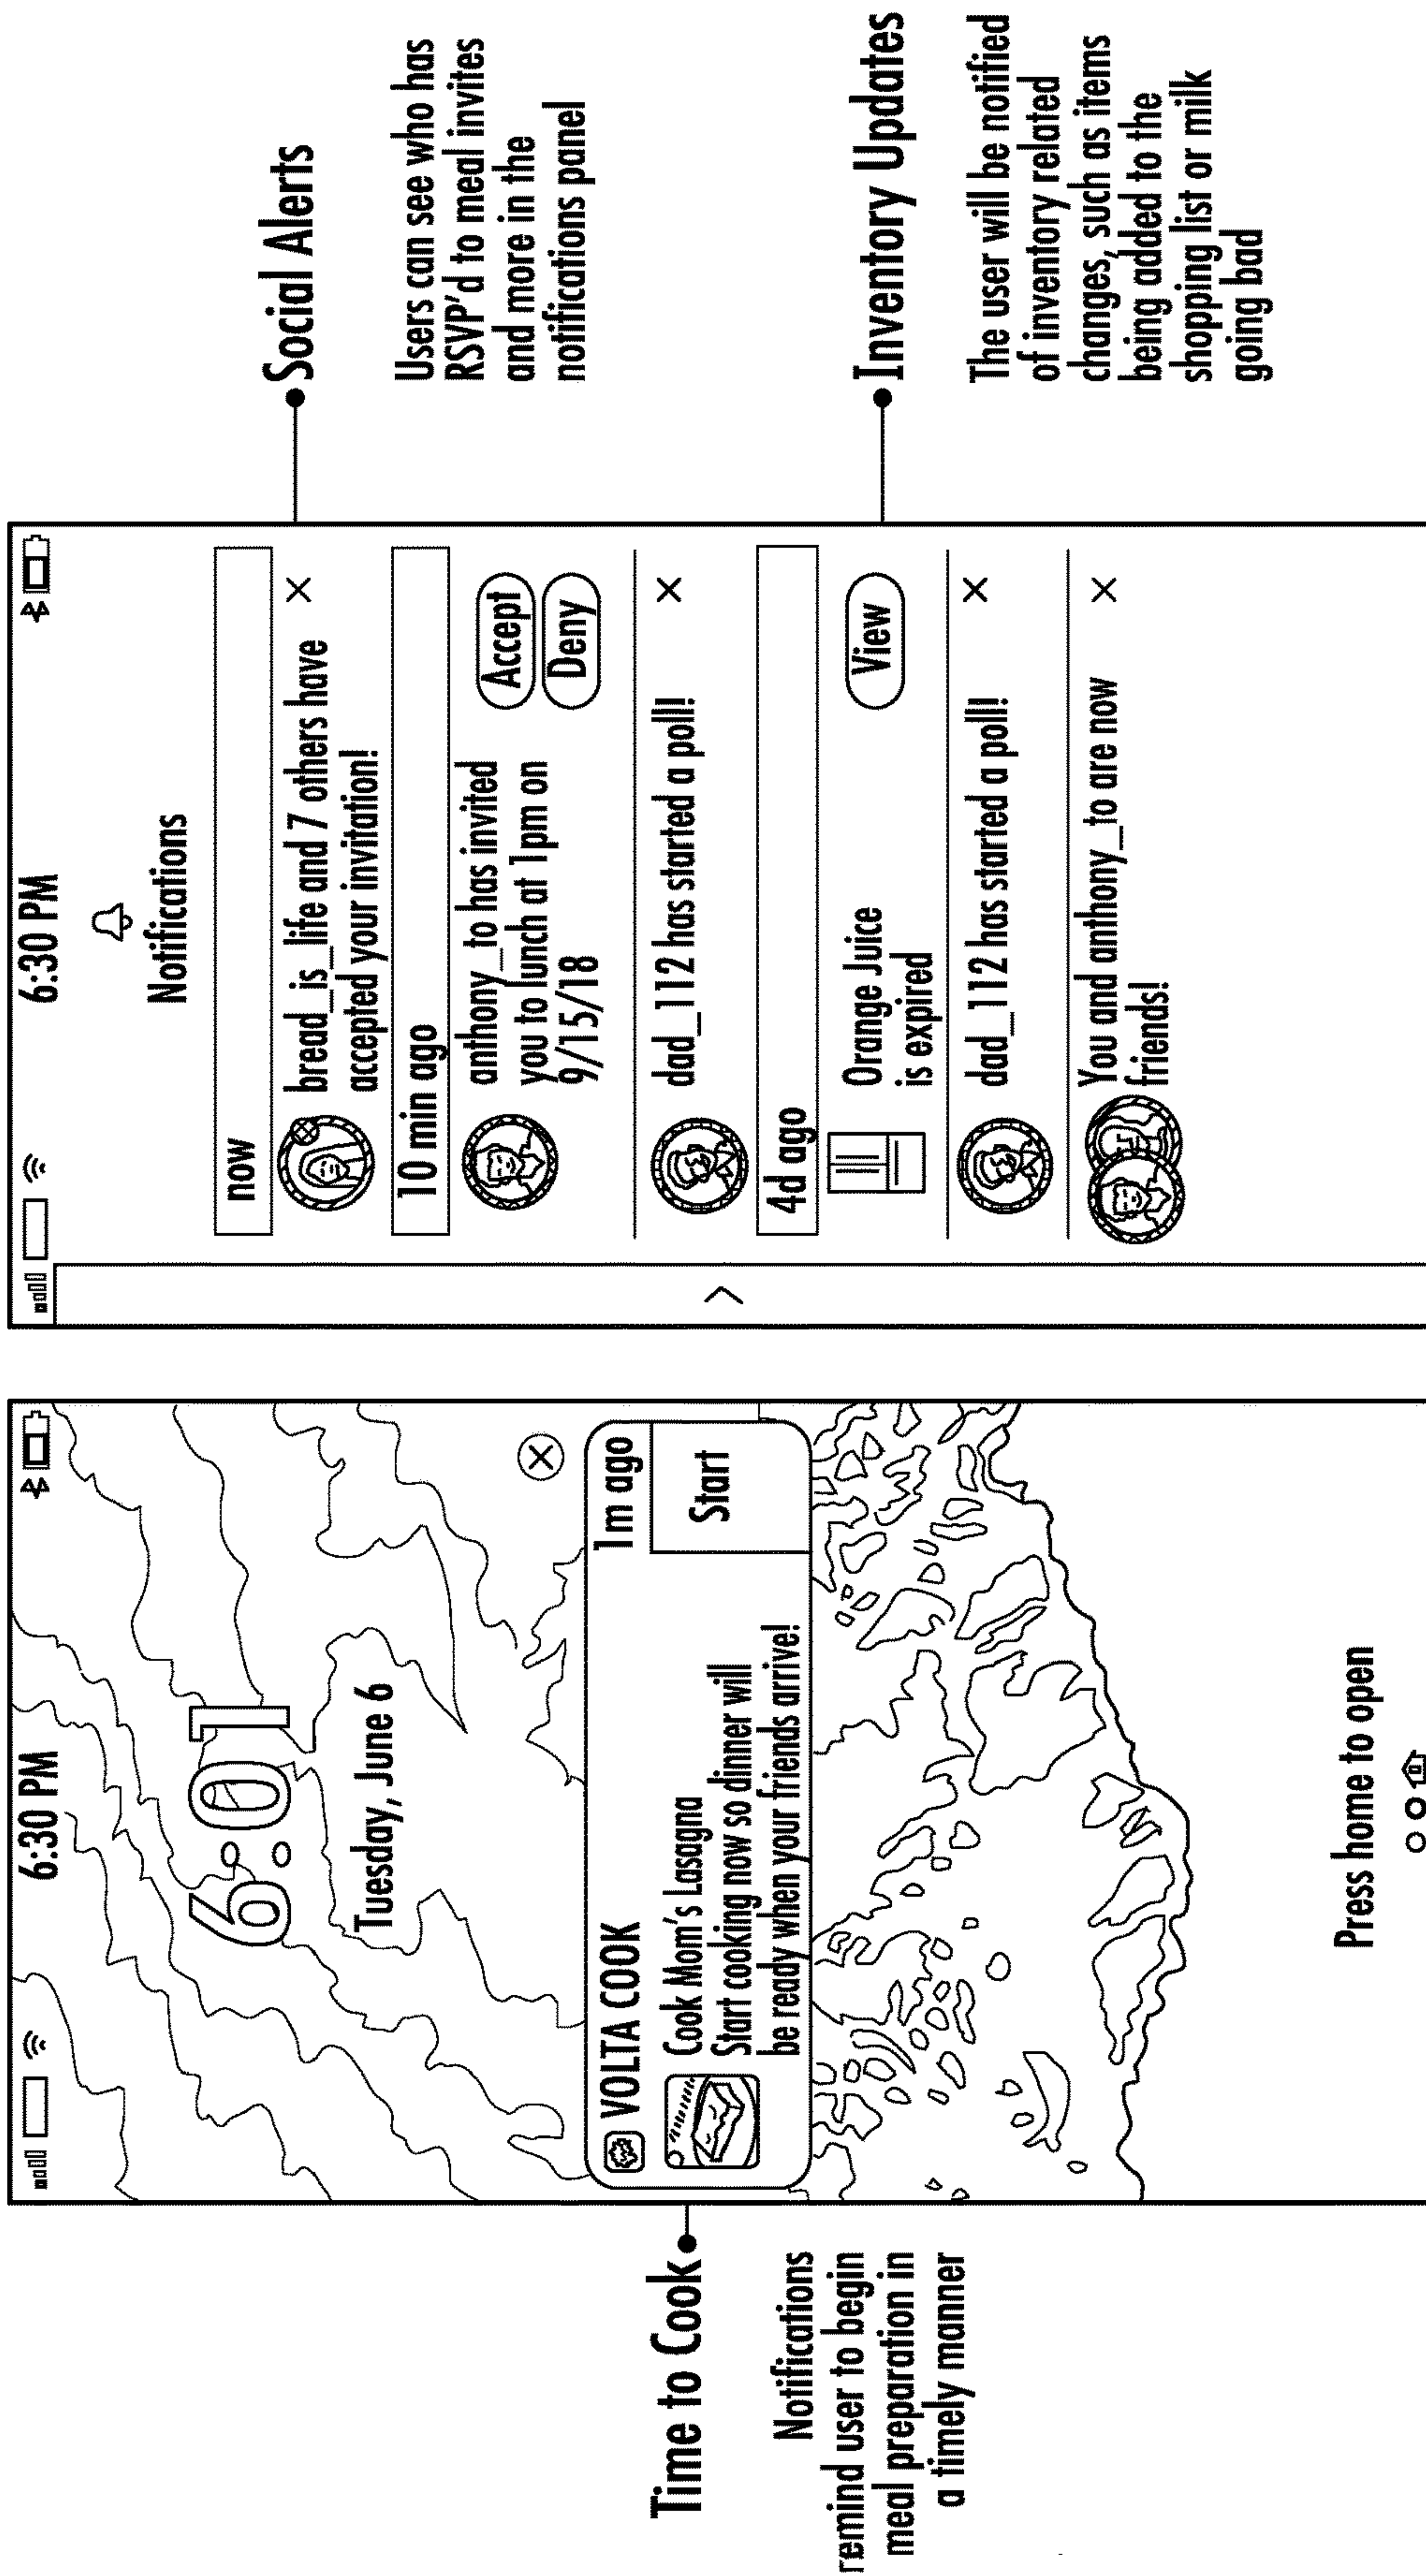 Time to Cook
Notifications
remind user to begin
meal preparation in
a timely manner
6:30 PM
6:01
Tuesday, June 6
VOLTA COOK
1m ago
Cook Mom's Lasagna
Start cooking now so dinner will
be ready when your friends arrive!
Start
Press home to open
6:30 PM
Notifications
now
bread_is_life and 7 others have
accepted your invitation!
10 min ago
anthony_to has invited
you to lunch at 1pm on
9/15/18
Accept
Deny
dad_112 has started a poll!
4d ago
Orange Juice
is expired
View
dad_112 has started a poll!
You and anthony_to are now
friends!
Social Alerts
Users can see who has
RSVP'd to meal invites
and more in the
notifications panel
Inventory Updates
The user will be notified
of inventory related
changes, such as items
being added to the
shopping list or milk
going bad